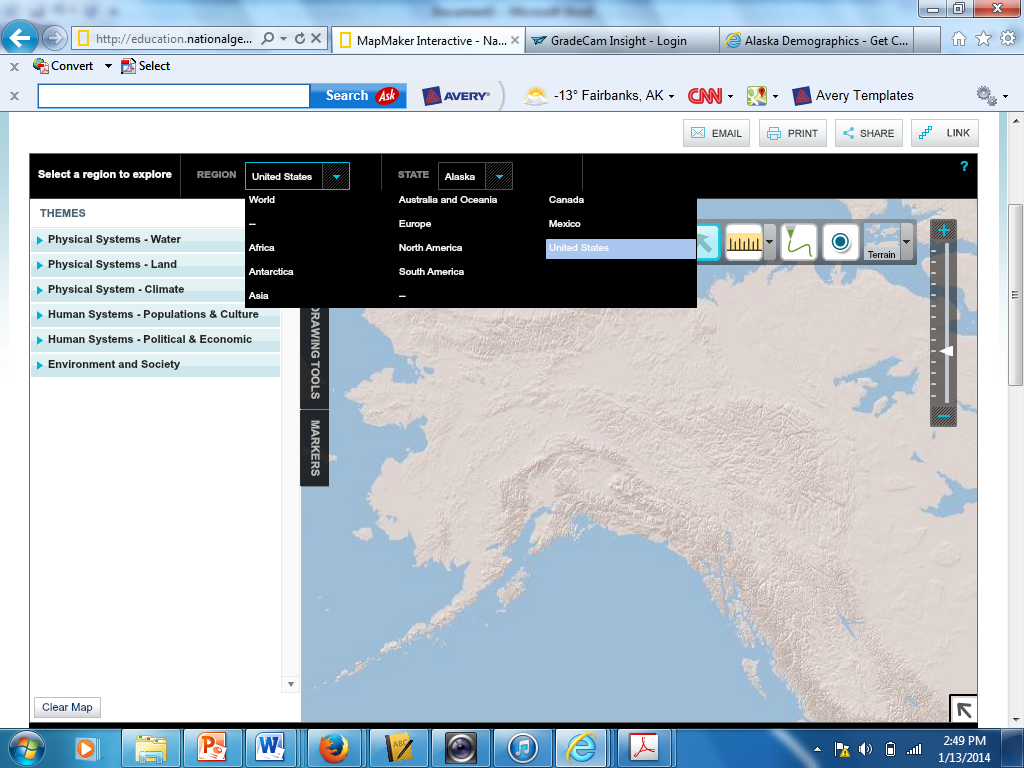 Document2 - Microsoft Word
http://education.nationalge...
MapMaker Interactive - Na...
GradeCam Insight - Login
Alaska Demographics - Get C...
x Convert Select
x Search Ask AVERY -13° Fairbanks, AK CNN Avery Templates
EMAIL PRINT SHARE LINK
Select a region to explore REGION United States STATE Alaska ?
THEMES
Physical Systems - Water
Physical Systems - Land
Physical System - Climate
Human Systems - Populations & Culture
Human Systems - Political & Economic
Environment and Society
World Australia and Oceania Canada
-- Europe Mexico
Africa North America United States
Antarctica South America
Asia --
Terrain
DRAWING TOOLS
MARKERS
Clear Map
2:49 PM
1/13/2014